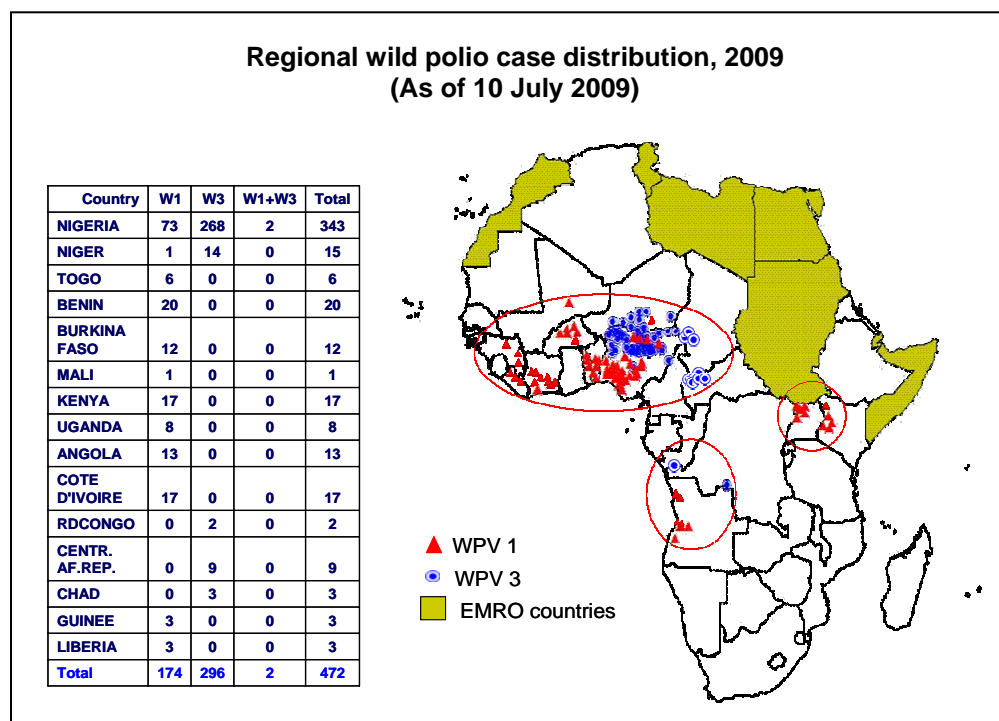 Regional wild polio case distribution, 2009
(As of 10 July 2009)
Country W1 W3 W1+W3 Total
NIGERIA 73 268 2 343
NIGER 1 14 0 15
TOGO 6 0 0 6
BENIN 20 0 0 20
BURKINA
FASO 12 0 0 12
MALI 1 0 0 1
KENYA 17 0 0 17
UGANDA 8 0 0 8
ANGOLA 13 0 0 13
COTE
D'IVOIRE 17 0 0 17
RDCONGO 0 2 0 2
CENTR.
AF.REP. 0 9 0 9
CHAD 0 3 0 3
GUINEE 3 0 0 3
LIBERIA 3 0 0 3
Total 174 296 2 472
WPV 1
WPV 3
EMRO countries